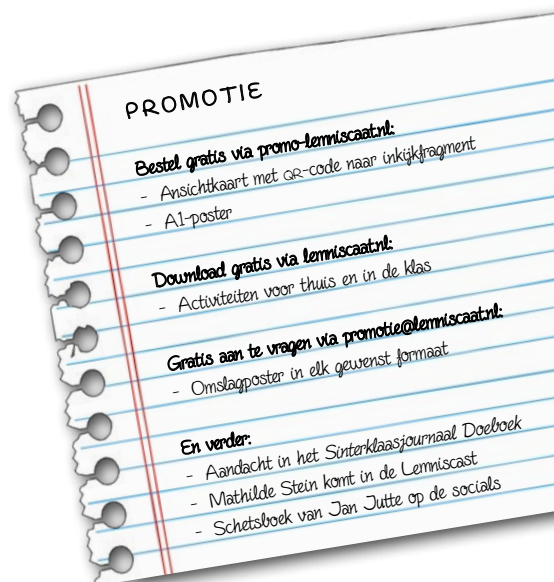 PROMOTIE
Bestel gratis via promo-lemniscaat.nl:
- Ansichtkaart met QR-code naar inkijkfragment
- A1-poster
Download gratis via lemniscaat.nl:
- Activiteiten voor thuis en in de klas
Gratis aan te vragen via promotie@lemniscaat.nl:
- Omslagposter in elk gewenst formaat
En verder:
- Aandacht in het Sinterklaasjournaal Doeboek
- Mathilde Stein komt in de Lemniscast
- Schetsboek van Jan Jutte op de socials